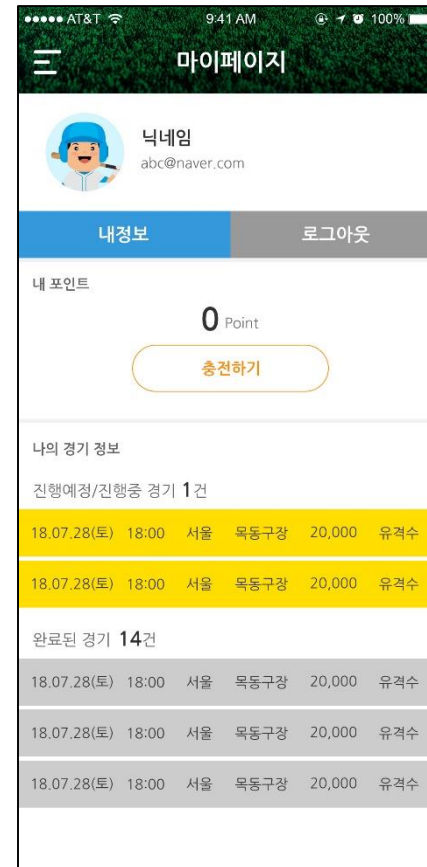 AT&T 9:41 AM 100%
마이페이지
닉네임
abc@naver.com
내정보 로그아웃
내 포인트
0 Point
충전하기
나의 경기 정보
진행예정/진행중 경기 1건
18.07.28(토) 18:00 서울 목동구장 20,000 유격수
18.07.28(토) 18:00 서울 목동구장 20,000 유격수
완료된 경기 14건
18.07.28(토) 18:00 서울 목동구장 20,000 유격수
18.07.28(토) 18:00 서울 목동구장 20,000 유격수
18.07.28(토) 18:00 서울 목동구장 20,000 유격수